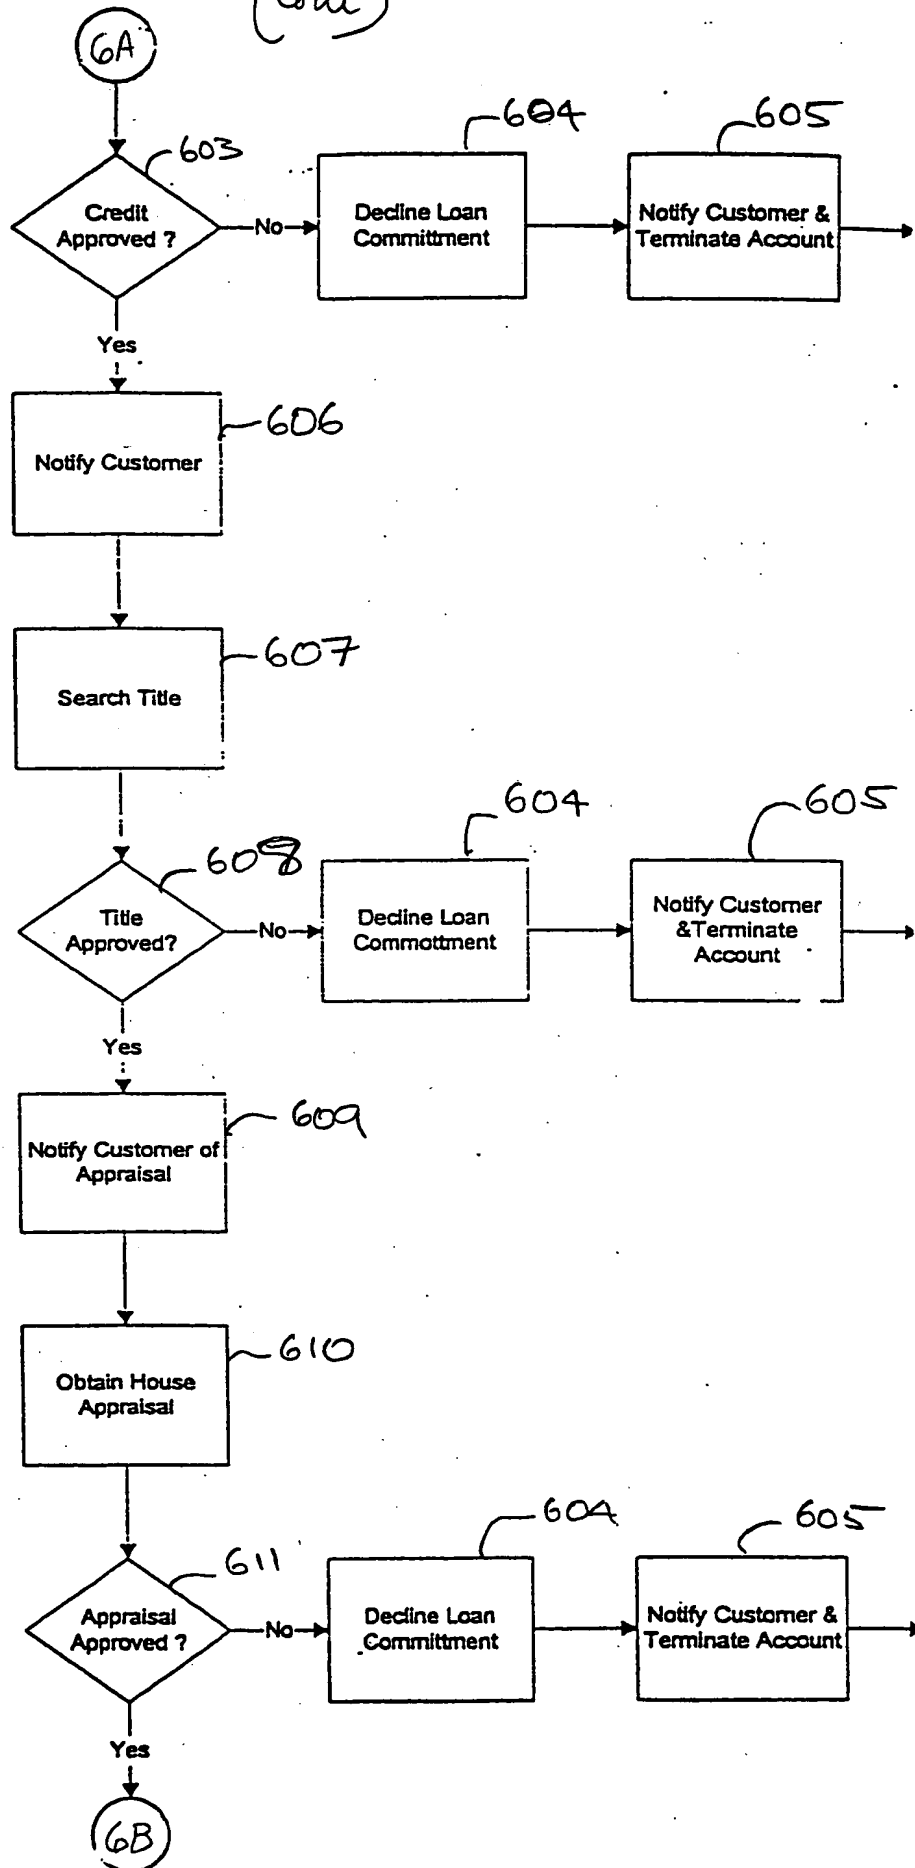 6A
603
604
605
Credit
Approved ?
No
Decline Loan
Committment
Notify Customer &
Terminate Account
Yes
606
Notify Customer
607
Search Title
608
604
605
Title
Approved?
No
Decline Loan
Commottment
Notify Customer
&Terminate
Account
Yes
609
Notify Customer of
Appraisal
610
Obtain House
Appraisal
611
604
605
Appraisal
Approved ?
No
Decline Loan
Committment
Notify Customer &
Terminate Account
Yes
6B